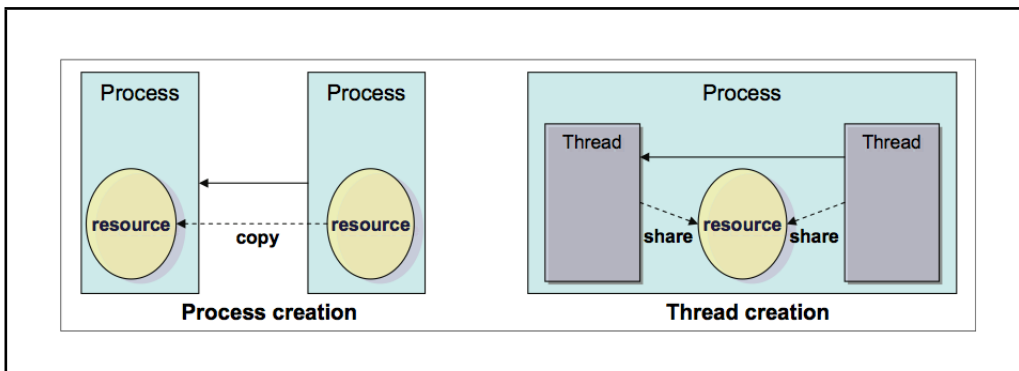 Process
Process
resource
resource
copy
Process creation
Process
Thread
Thread
resource
share
share
Thread creation